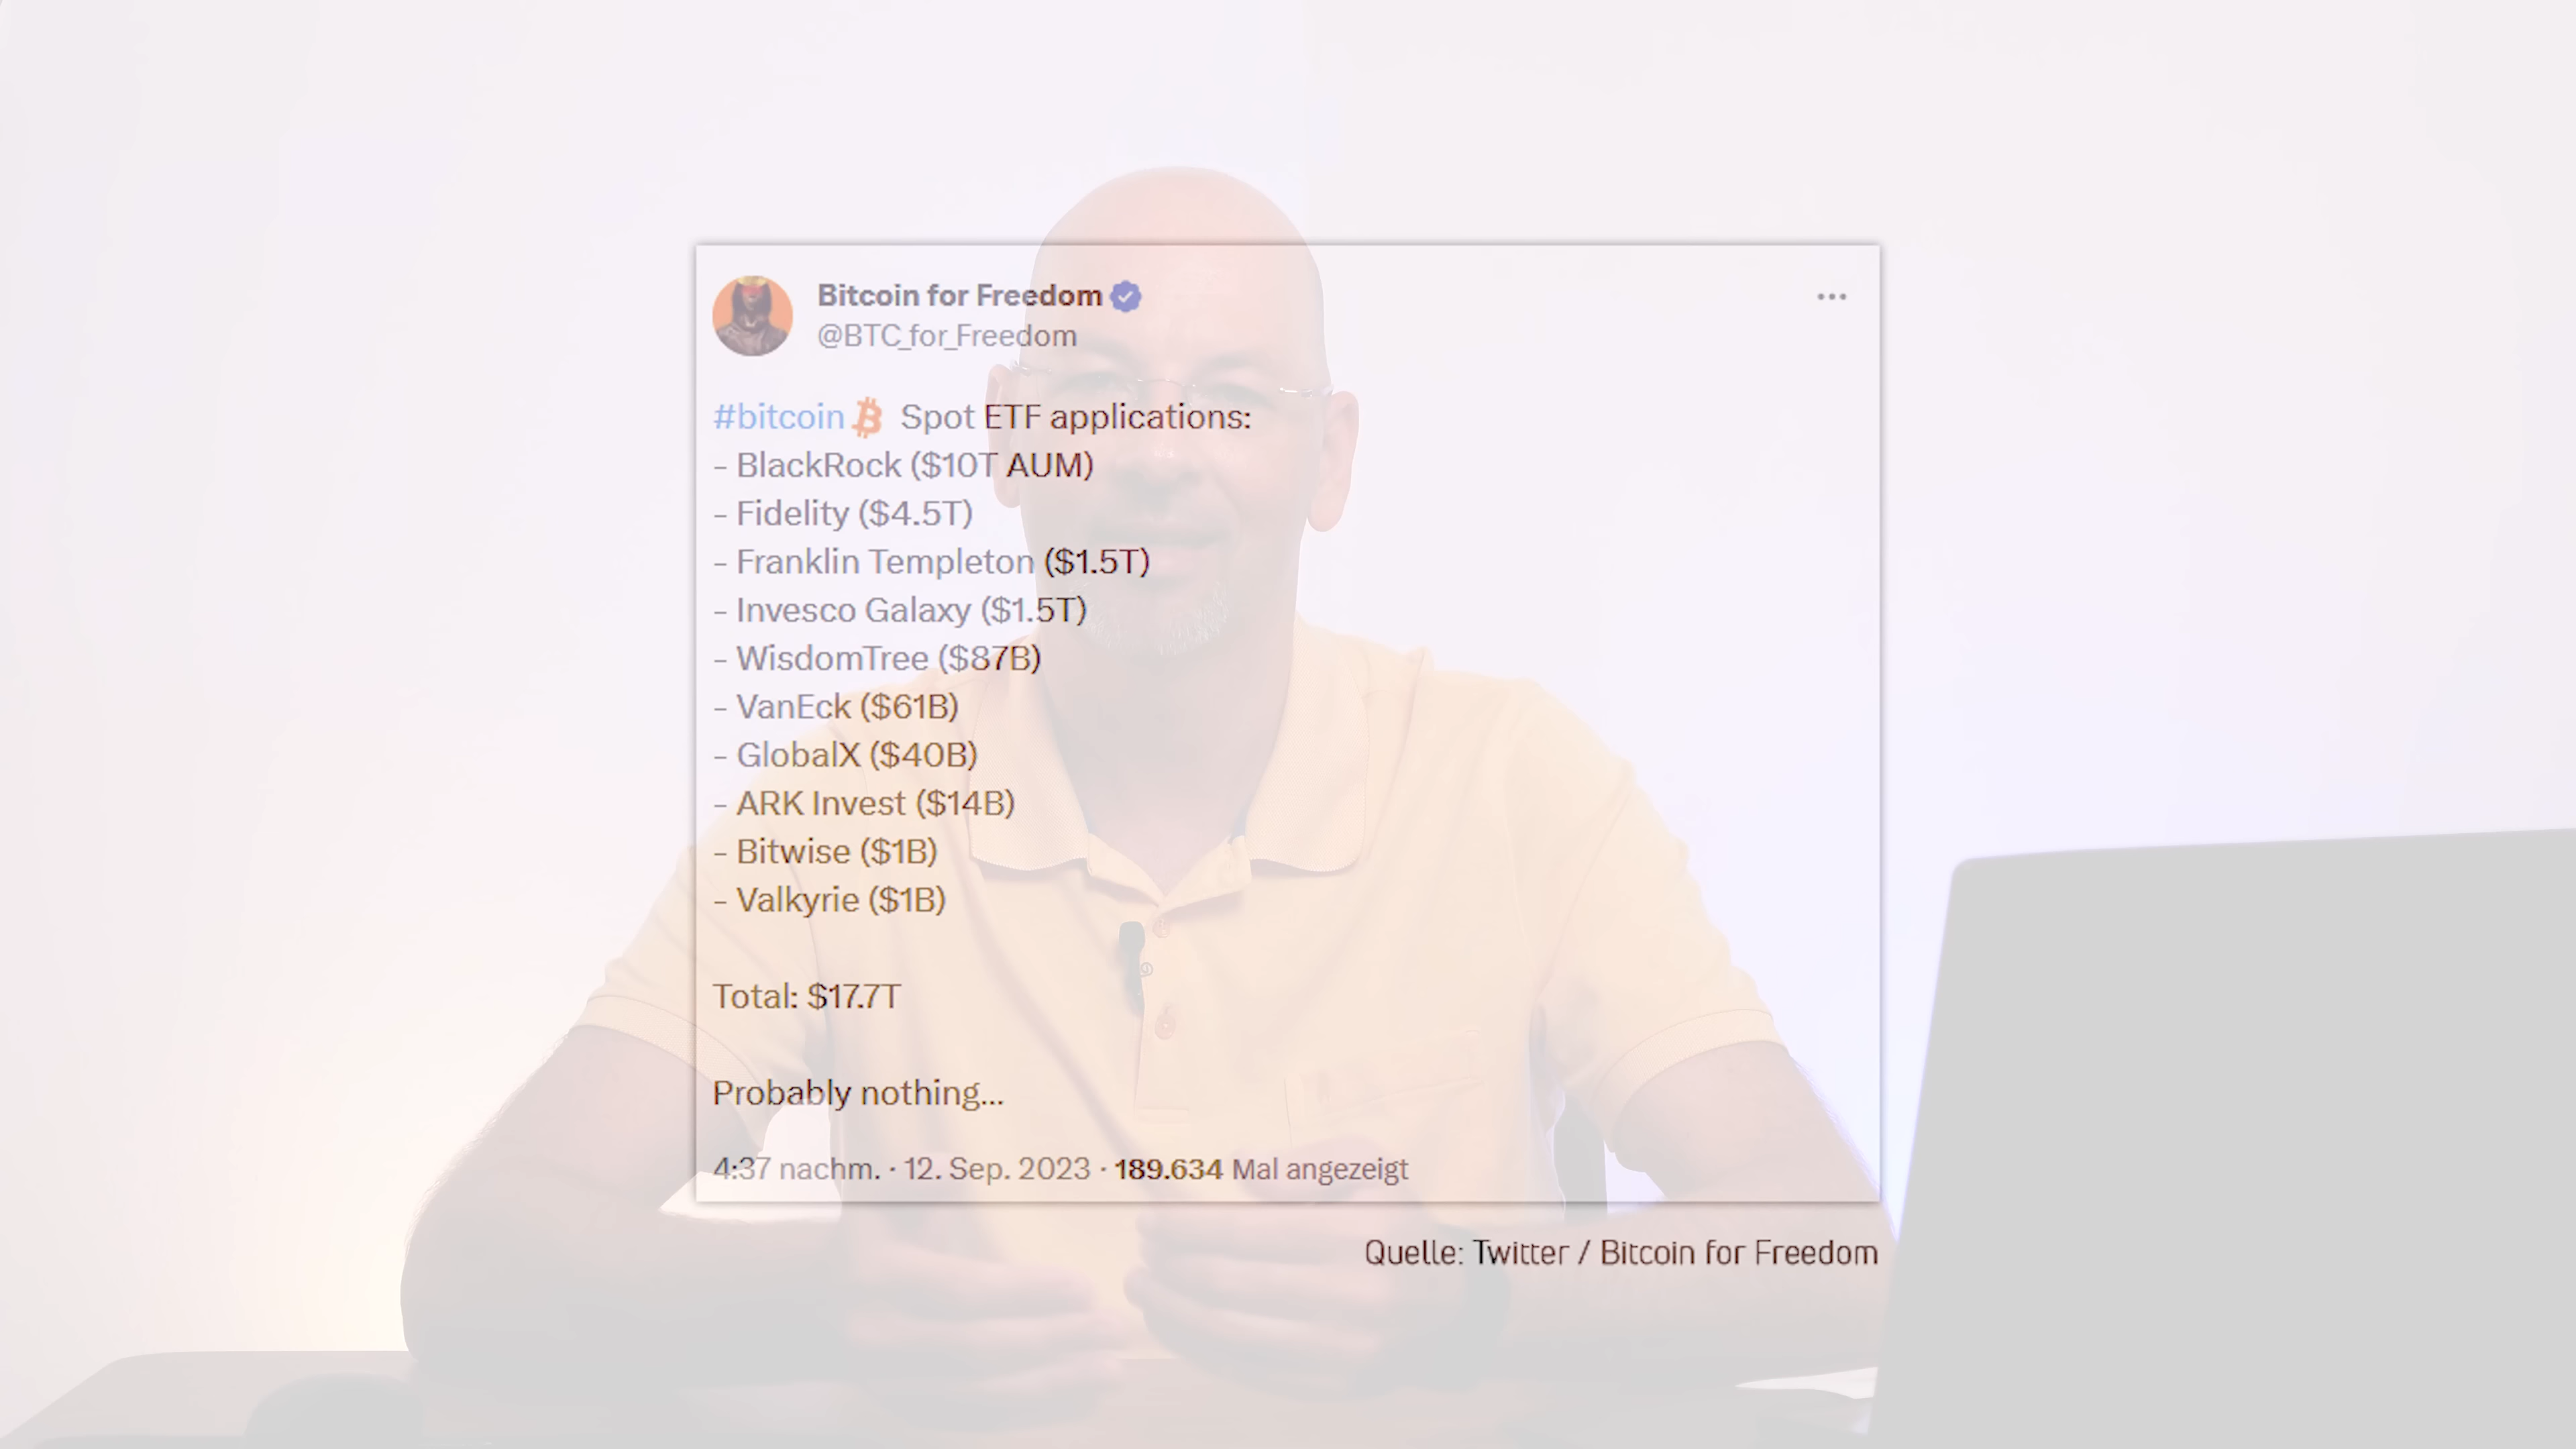 Bitcoin for Freedom
@BTC_for_Freedom
#bitcoin Spot ETF applications:
- BlackRock ($10T AUM)
- Fidelity ($4.5T)
- Franklin Templeton ($1.5T)
- Invesco Galaxy ($1.5T)
- WisdomTree ($87B)
- VanEck ($61B)
- GlobalX ($40B)
- ARK Invest ($14B)
- Bitwise ($1B)
- Valkyrie ($1B)
Total: $17.7T
Probably nothing...
4:37 nachm. · 12. Sep. 2023 · 189.634 Mal angezeigt
Quelle: Twitter / Bitcoin for Freedom